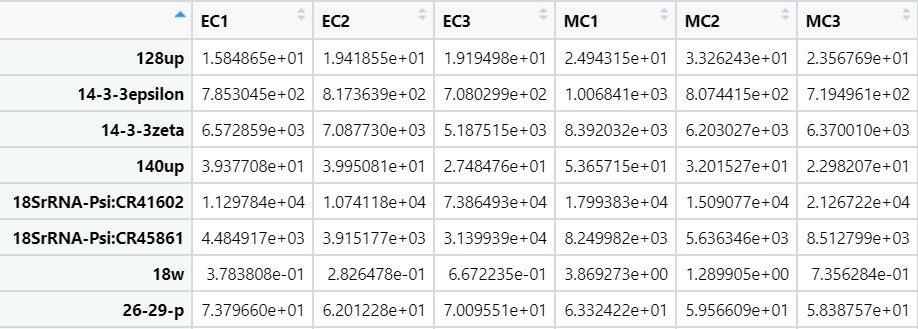 EC1 EC2 EC3 MC1 MC2 MC3
128up 1.584865e+01 1.941855e+01 1.919498e+01 2.494315e+01 3.326243e+01 2.356769e+01
14-3-3epsilon 7.853045e+02 8.173639e+02 7.080299e+02 1.006841e+03 8.074415e+02 7.194961e+02
14-3-3zeta 6.572859e+03 7.087730e+03 5.187515e+03 8.392032e+03 6.203027e+03 6.370010e+03
140up 3.937708e+01 3.995081e+01 2.748476e+01 5.365715e+01 3.201527e+01 2.298207e+01
18SrRNA-Psi:CR41602 1.129784e+04 1.074118e+04 7.386493e+04 1.799383e+04 1.509077e+04 2.126722e+04
18SrRNA-Psi:CR45861 4.484917e+03 3.915177e+03 3.139939e+04 8.249982e+03 5.636346e+03 8.512799e+03
18w 3.783808e-01 2.826478e-01 6.672235e-01 3.869273e+00 1.289905e+00 7.356284e-01
26-29-p 7.379660e+01 6.201228e+01 7.009551e+01 6.332422e+01 5.956609e+01 5.838757e+01